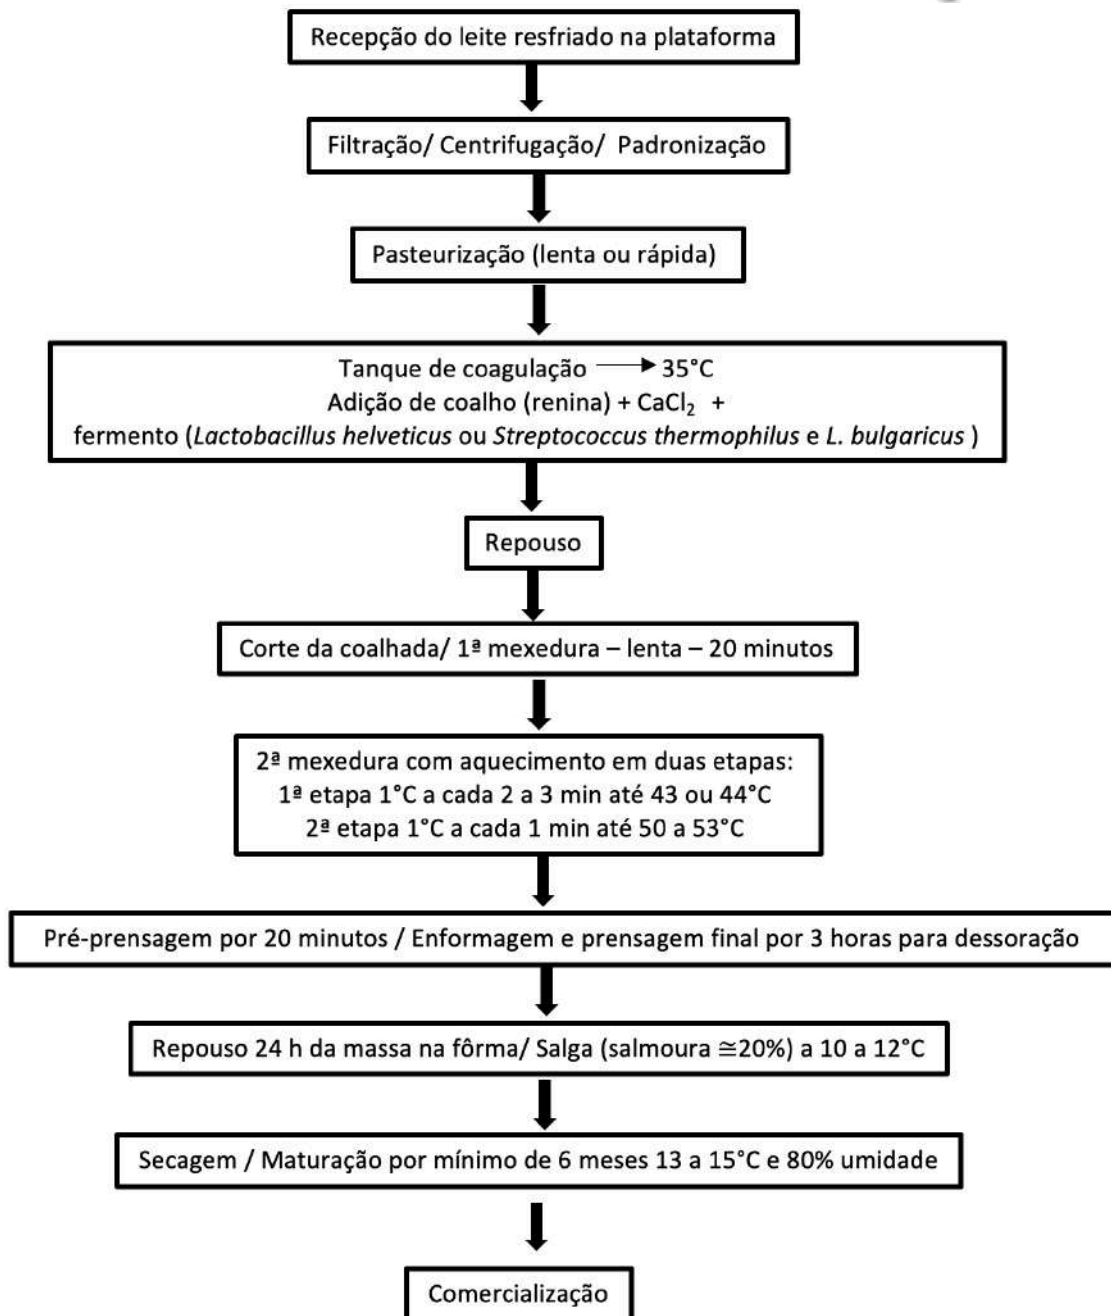 Recepção do leite resfriado na plataforma
Filtração/ Centrifugação/ Padronização
Pasteurização (lenta ou rápida)
Tanque de coagulação → 35°C
Adição de coalho (renina) + CaCl₂ +
fermento (Lactobacillus helveticus ou Streptococcus thermophilus e L. bulgaricus )
Repouso
Corte da coalhada/ 1ª mexedura – lenta – 20 minutos
2ª mexedura com aquecimento em duas etapas:
1ª etapa 1°C a cada 2 a 3 min até 43 ou 44°C
2ª etapa 1°C a cada 1 min até 50 a 53°C
Pré-prensagem por 20 minutos / Enformagem e prensagem final por 3 horas para dessoração
Repouso 24 h da massa na fôrma/ Salga (salmoura ≅20%) a 10 a 12°C
Secagem / Maturação por mínimo de 6 meses 13 a 15°C e 80% umidade
Comercialização